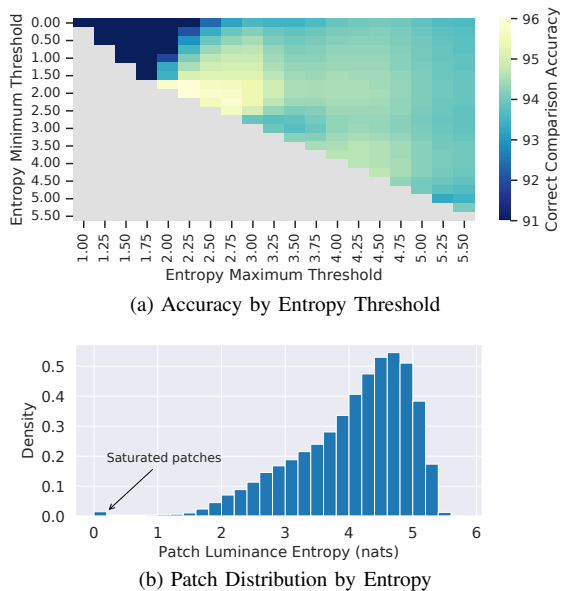 Entropy Minimum Threshold
0.00
0.50
1.00
1.50
2.00
2.50
3.00
3.50
4.00
4.50
5.00
5.50
1.00 1.25 1.50 1.75 2.00 2.25 2.50 2.75 3.00 3.25 3.50 3.75 4.00 4.25 4.50 4.75 5.00 5.25 5.50
Entropy Maximum Threshold
96
95
94
93
92
91
Correct Comparison Accuracy
(a) Accuracy by Entropy Threshold
Density
0.5
0.4
0.3
0.2
0.1
0.0
Saturated patches
0 1 2 3 4 5 6
Patch Luminance Entropy (nats)
(b) Patch Distribution by Entropy